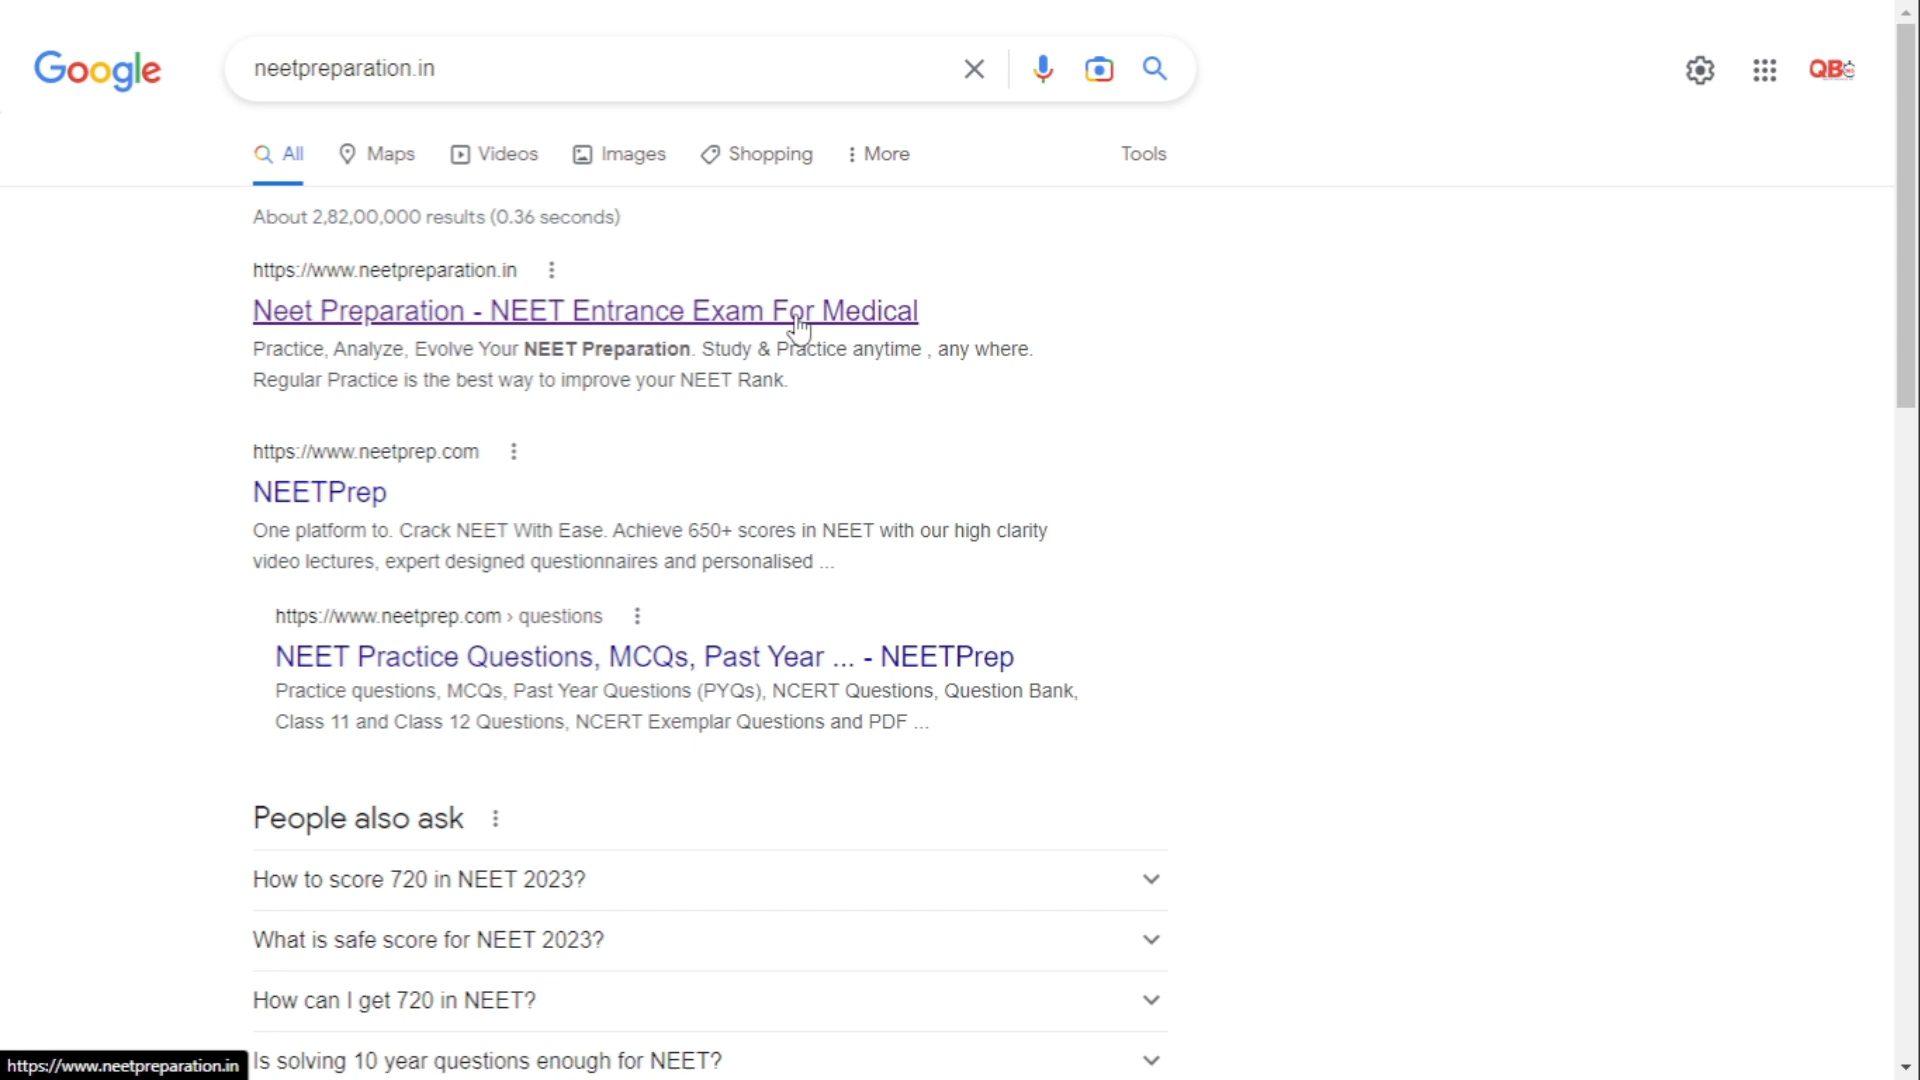 Google
neetpreparation.in
QB
All Maps Videos Images Shopping More Tools
About 2,82,00,000 results (0.36 seconds)
https://www.neetpreparation.in
Neet Preparation - NEET Entrance Exam For Medical
Practice, Analyze, Evolve Your NEET Preparation. Study & Practice anytime , any where.
Regular Practice is the best way to improve your NEET Rank.
https://www.neetprep.com
NEETPrep
One platform to. Crack NEET With Ease. Achieve 650+ scores in NEET with our high clarity
video lectures, expert designed questionnaires and personalised ...
https://www.neetprep.com › questions
NEET Practice Questions, MCQs, Past Year ... - NEETPrep
Practice questions, MCQs, Past Year Questions (PYQs), NCERT Questions, Question Bank,
Class 11 and Class 12 Questions, NCERT Exemplar Questions and PDF ...
People also ask
How to score 720 in NEET 2023?
What is safe score for NEET 2023?
How can I get 720 in NEET?
Is solving 10 year questions enough for NEET?
https://www.neetpreparation.in